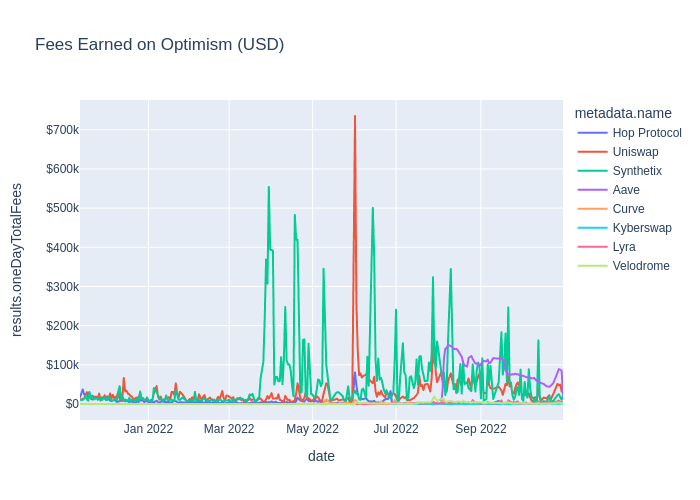 Fees Earned on Optimism (USD)
metadata.name
Hop Protocol
Uniswap
Synthetix
Aave
Curve
Kyberswap
Lyra
Velodrome
results.oneDayTotalFees
$700k
$600k
$500k
$400k
$300k
$200k
$100k
$0
Jan 2022
Mar 2022
May 2022
Jul 2022
Sep 2022
date